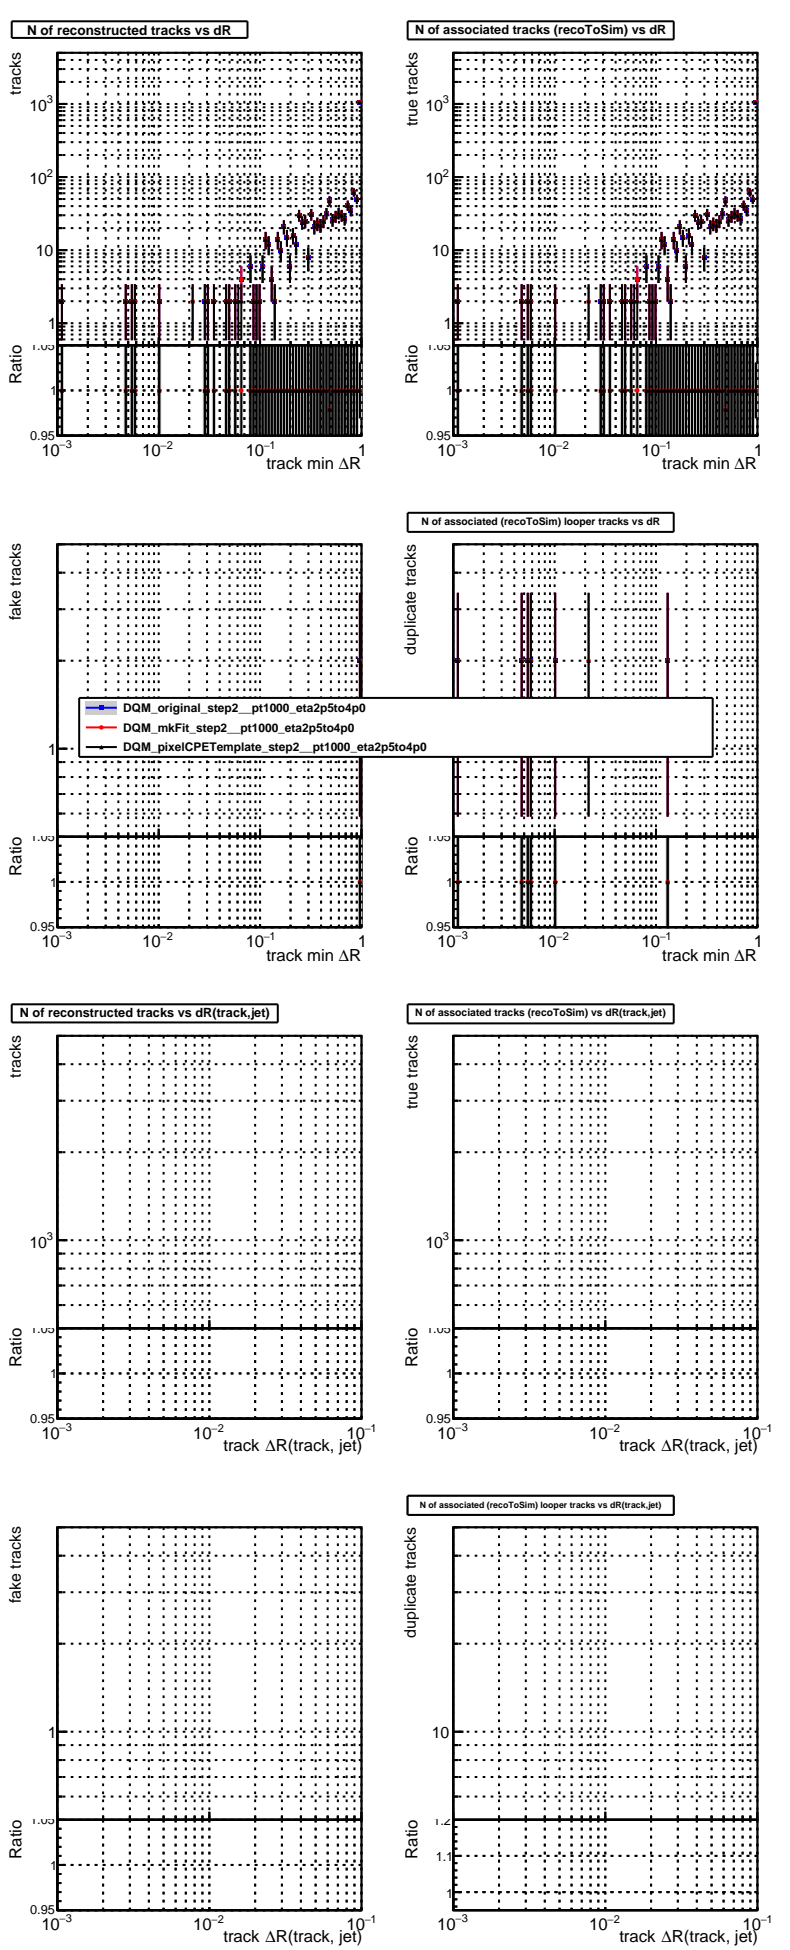 N of reconstructed tracks vs dR
tracks
10³
10²
10
1
1.05
Ratio
1
0.95
10⁻³ 10⁻² 10⁻¹ 1
track min ΔR
N of associated tracks (recoToSim) vs dR
true tracks
10³
10²
10
1
1.05
Ratio
1
0.95
10⁻³ 10⁻² 10⁻¹ 1
track min ΔR
fake tracks
1
1.05
Ratio
1
0.95
10⁻³ 10⁻² 10⁻¹ 1
track min ΔR
N of associated (recoToSim) looper tracks vs dR
duplicate tracks
1.05
Ratio
1
0.95
10⁻³ 10⁻² 10⁻¹ 1
track min ΔR
DQM_original_step2__pt1000_eta2p5to4p0
DQM_mkFit_step2__pt1000_eta2p5to4p0
DQM_pixelCPETemplate_step2__pt1000_eta2p5to4p0
N of reconstructed tracks vs dR(track,jet)
tracks
10³
1.05
Ratio
1
0.95
10⁻³ 10⁻² 10⁻¹
track ΔR(track, jet)
N of associated tracks (recoToSim) vs dR(track,jet)
true tracks
10³
1.05
Ratio
1
0.95
10⁻³ 10⁻² 10⁻¹
track ΔR(track, jet)
fake tracks
1
1.05
Ratio
1
0.95
10⁻³ 10⁻² 10⁻¹
track ΔR(track, jet)
N of associated (recoToSim) looper tracks vs dR(track,jet)
duplicate tracks
10
1.2
Ratio
1.1
1
10⁻³ 10⁻² 10⁻¹
track ΔR(track, jet)